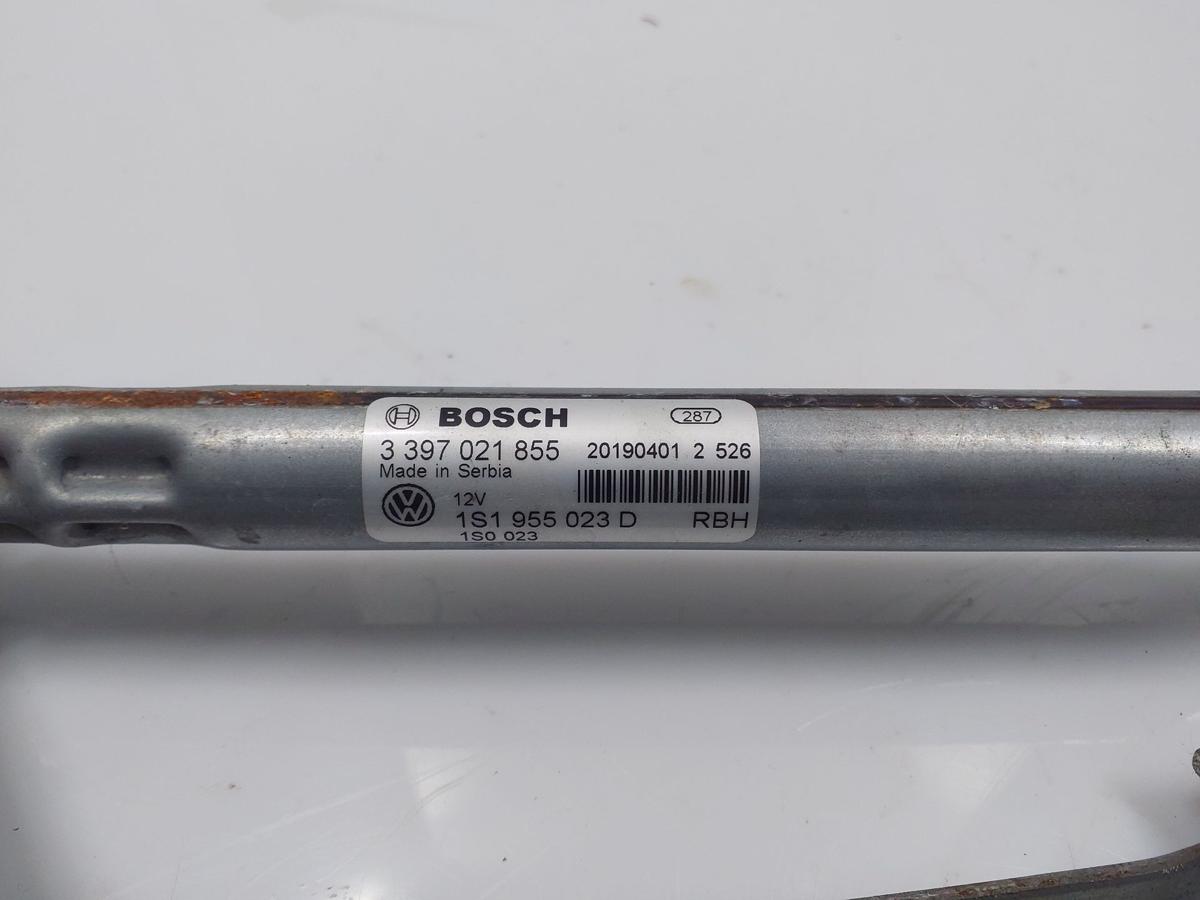 BOSCH 287
3 397 021 855 20190401 2 526
Made in Serbia
12V
1S1 955 023 D RBH
1S0 023